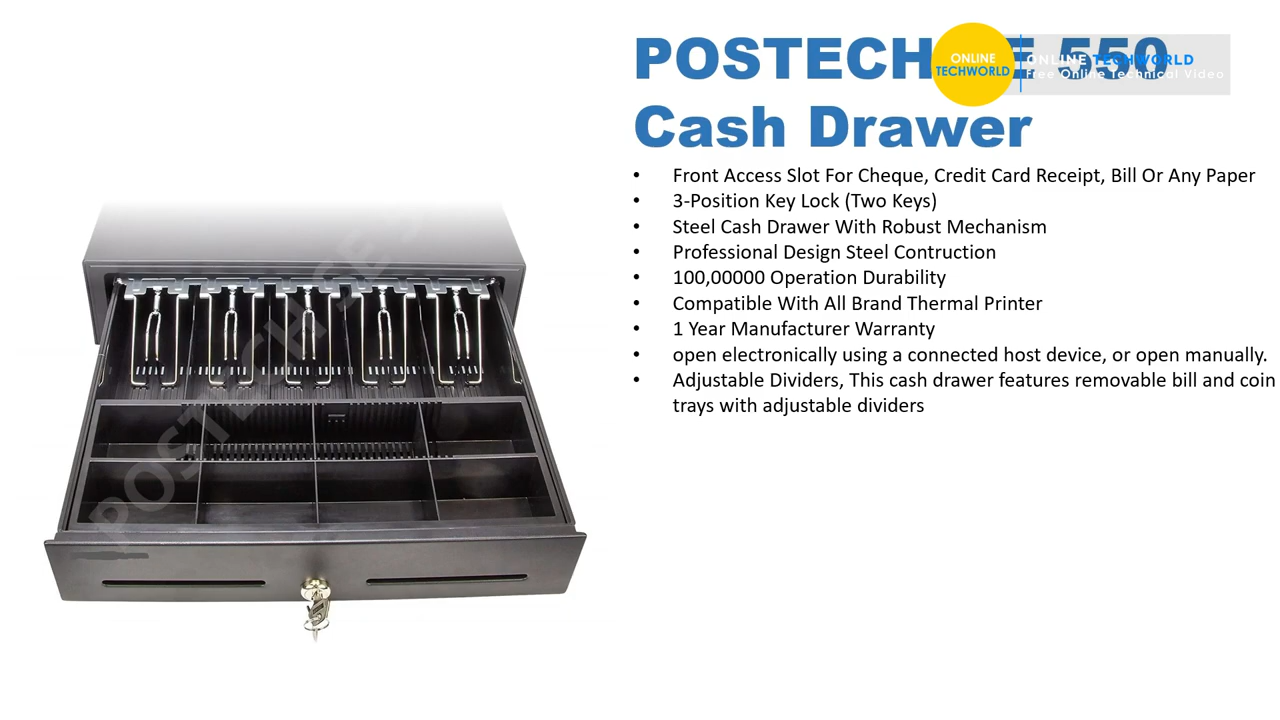 POSTECH SE 550
ONLINE
TECHWORLD
ONLINE TECHWORLD
Free Online Technical Video
Cash Drawer
• Front Access Slot For Cheque, Credit Card Receipt, Bill Or Any Paper
• 3-Position Key Lock (Two Keys)
• Steel Cash Drawer With Robust Mechanism
• Professional Design Steel Contruction
• 100,00000 Operation Durability
• Compatible With All Brand Thermal Printer
• 1 Year Manufacturer Warranty
• open electronically using a connected host device, or open manually.
• Adjustable Dividers, This cash drawer features removable bill and coin
trays with adjustable dividers
POSTECH SE